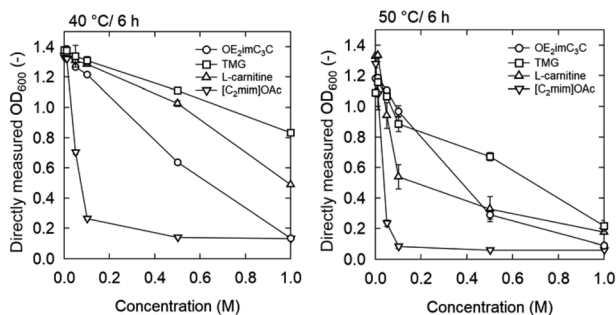 40 °C/ 6 h
Directly measured OD₆₀₀ (-)
1.4
1.2
1.0
0.8
0.6
0.4
0.2
0.0
OE₂imC₃C
TMG
L-carnitine
[C₂mim]OAc
0.0 0.2 0.4 0.6 0.8 1.0
Concentration (M)
50 °C/ 6 h
Directly measured OD₆₀₀ (-)
1.4
1.2
1.0
0.8
0.6
0.4
0.2
0.0
OE₂imC₃C
TMG
L-carnitine
[C₂mim]OAc
0.0 0.2 0.4 0.6 0.8 1.0
Concentration (M)